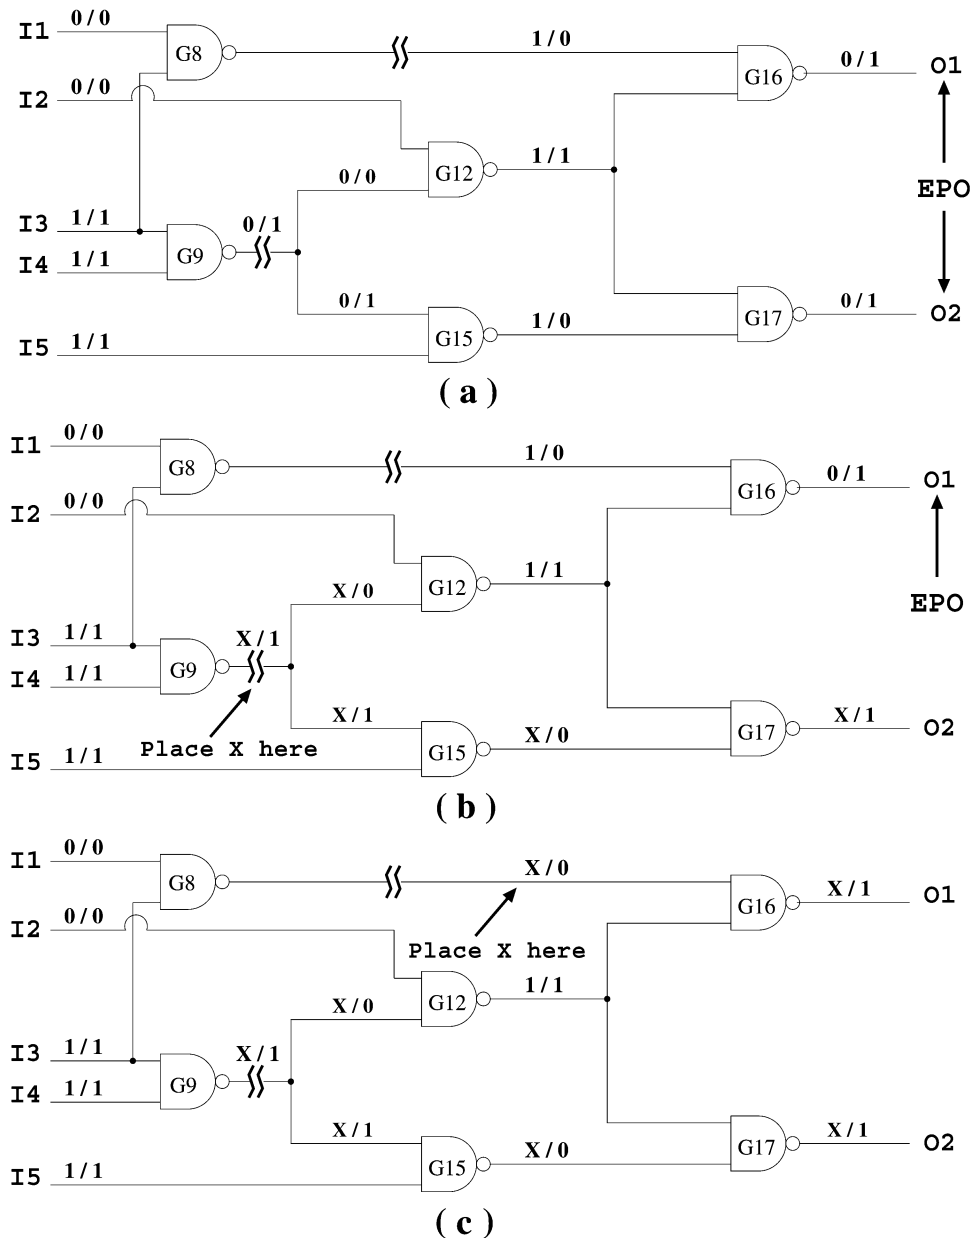 I1 0/0 G8 1/0 G16 0/1 O1
I2 0/0 G12 1/1
0/0
EPO
I3 1/1 G9 0/1
I4 1/1
0/1 G15 1/0 G17 0/1 O2
I5 1/1
( a )
I1 0/0 G8 1/0 G16 0/1 O1
I2 0/0 G12 1/1
X/0
EPO
I3 1/1 G9 X/1
I4 1/1
Place X here
X/1 G15 X/0 G17 X/1 O2
I5 1/1
( b )
I1 0/0 G8 X/0 G16 X/1 O1
Place X here
I2 0/0 G12 1/1
X/0
I3 1/1 G9 X/1
I4 1/1
X/1 G15 X/0 G17 X/1 O2
I5 1/1
( c )